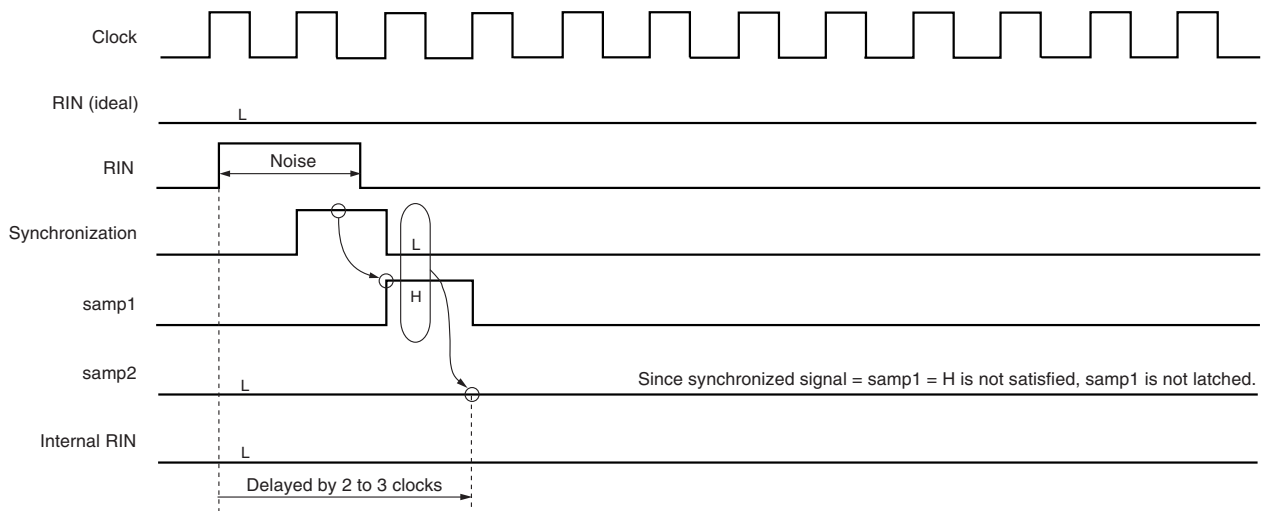 Clock
RIN (ideal)
L
RIN
Noise
Synchronization
L
samp1
H
samp2
L
Since synchronized signal = samp1 = H is not satisfied, samp1 is not latched.
Internal RIN
L
Delayed by 2 to 3 clocks